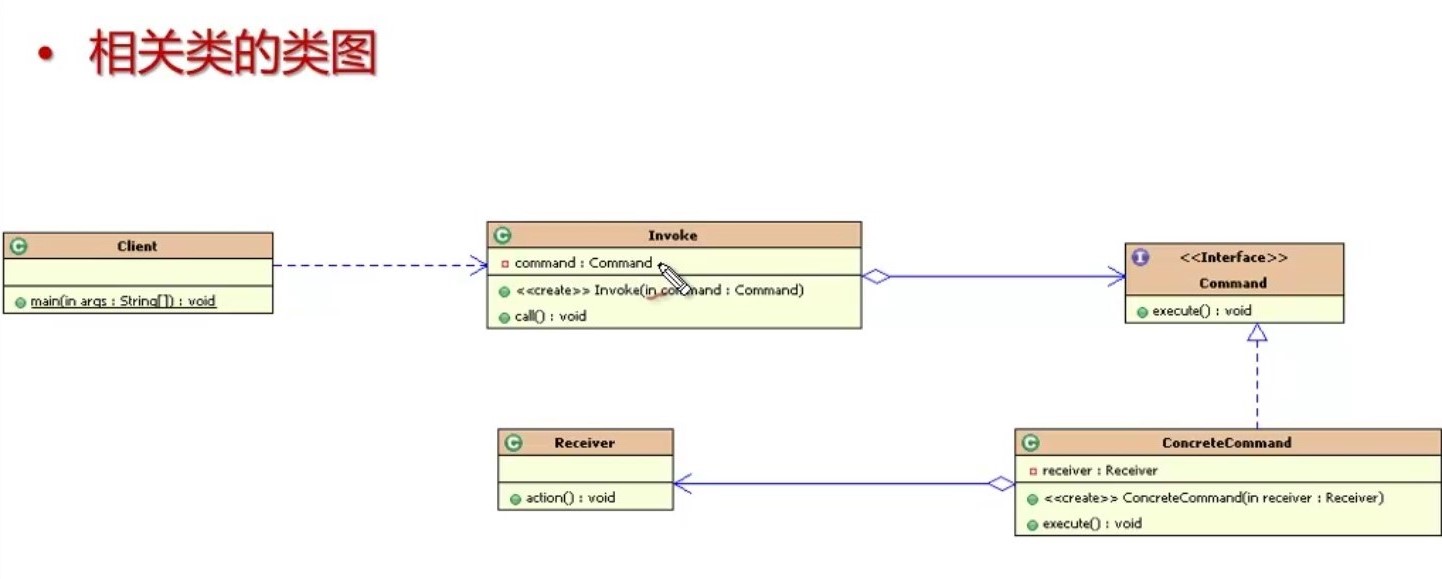 • 相关类的类图
Client
main(in args : String[]) : void
Invoke
command : Command
<<create>> Invoke(in command : Command)
call() : void
<<Interface>>
Command
execute() : void
Receiver
action() : void
ConcreteCommand
receiver : Receiver
<<create>> ConcreteCommand(in receiver : Receiver)
execute() : void